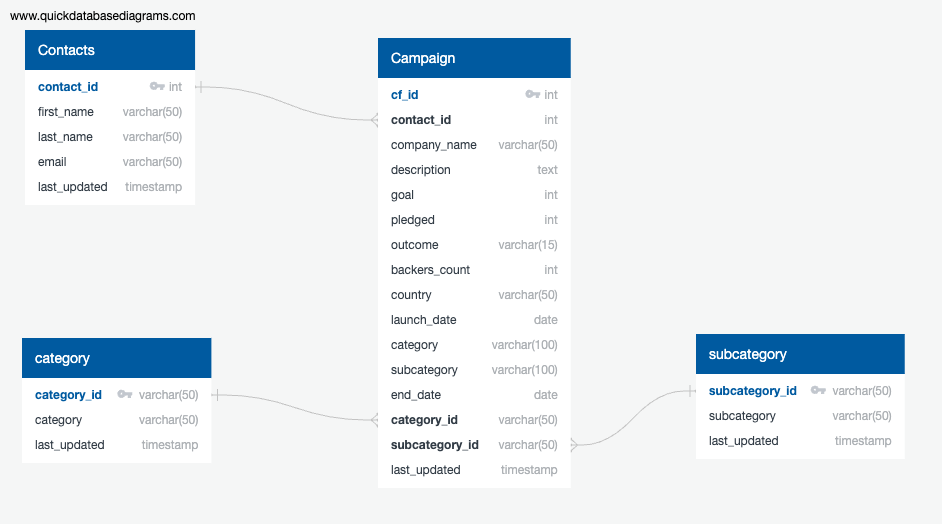 www.quickdatabasediagrams.com
Contacts
contact_id int
first_name varchar(50)
last_name varchar(50)
email varchar(50)
last_updated timestamp
Campaign
cf_id int
contact_id int
company_name varchar(50)
description text
goal int
pledged int
outcome varchar(15)
backers_count int
country varchar(50)
launch_date date
category varchar(100)
subcategory varchar(100)
end_date date
category_id varchar(50)
subcategory_id varchar(50)
last_updated timestamp
category
category_id varchar(50)
category varchar(50)
last_updated timestamp
subcategory
subcategory_id varchar(50)
subcategory varchar(50)
last_updated timestamp